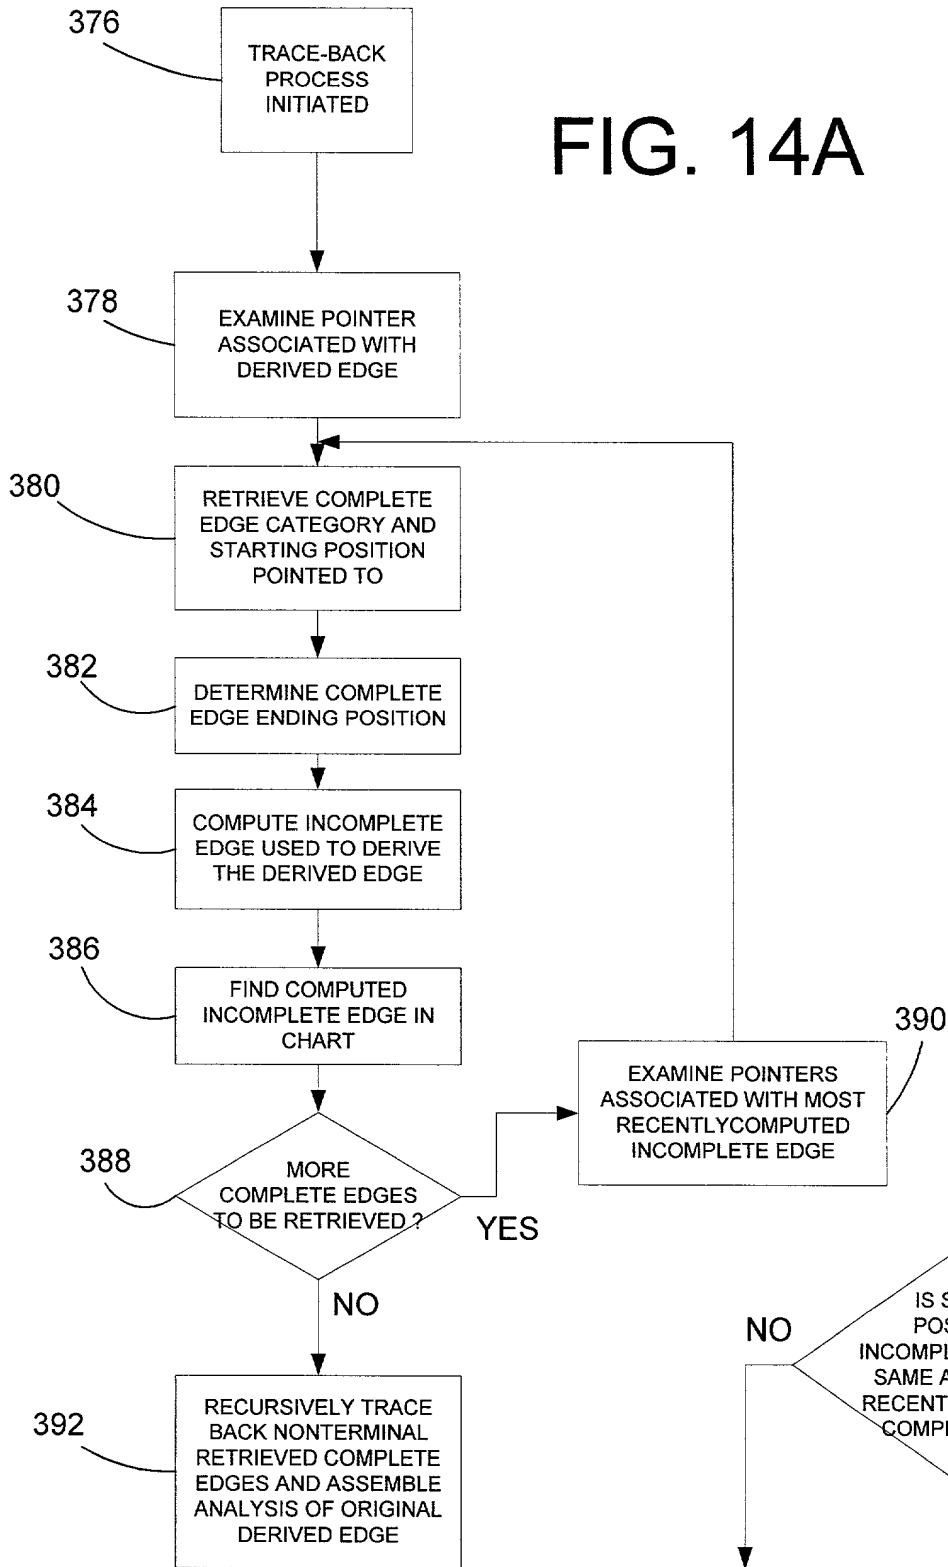 376
TRACE-BACK
PROCESS
INITIATED
FIG. 14A
378
EXAMINE POINTER
ASSOCIATED WITH
DERIVED EDGE
380
RETRIEVE COMPLETE
EDGE CATEGORY AND
STARTING POSITION
POINTED TO
382
DETERMINE COMPLETE
EDGE ENDING POSITION
384
COMPUTE INCOMPLETE
EDGE USED TO DERIVE
THE DERIVED EDGE
386
FIND COMPUTED
INCOMPLETE EDGE IN
CHART
388
MORE
COMPLETE EDGES
TO BE RETRIEVED ?
YES
NO
390
EXAMINE POINTERS
ASSOCIATED WITH MOST
RECENTLYCOMPUTED
INCOMPLETE EDGE
392
RECURSIVELY TRACE
BACK NONTERMINAL
RETRIEVED COMPLETE
EDGES AND ASSEMBLE
ANALYSIS OF ORIGINAL
DERIVED EDGE
NO
IS
SAME